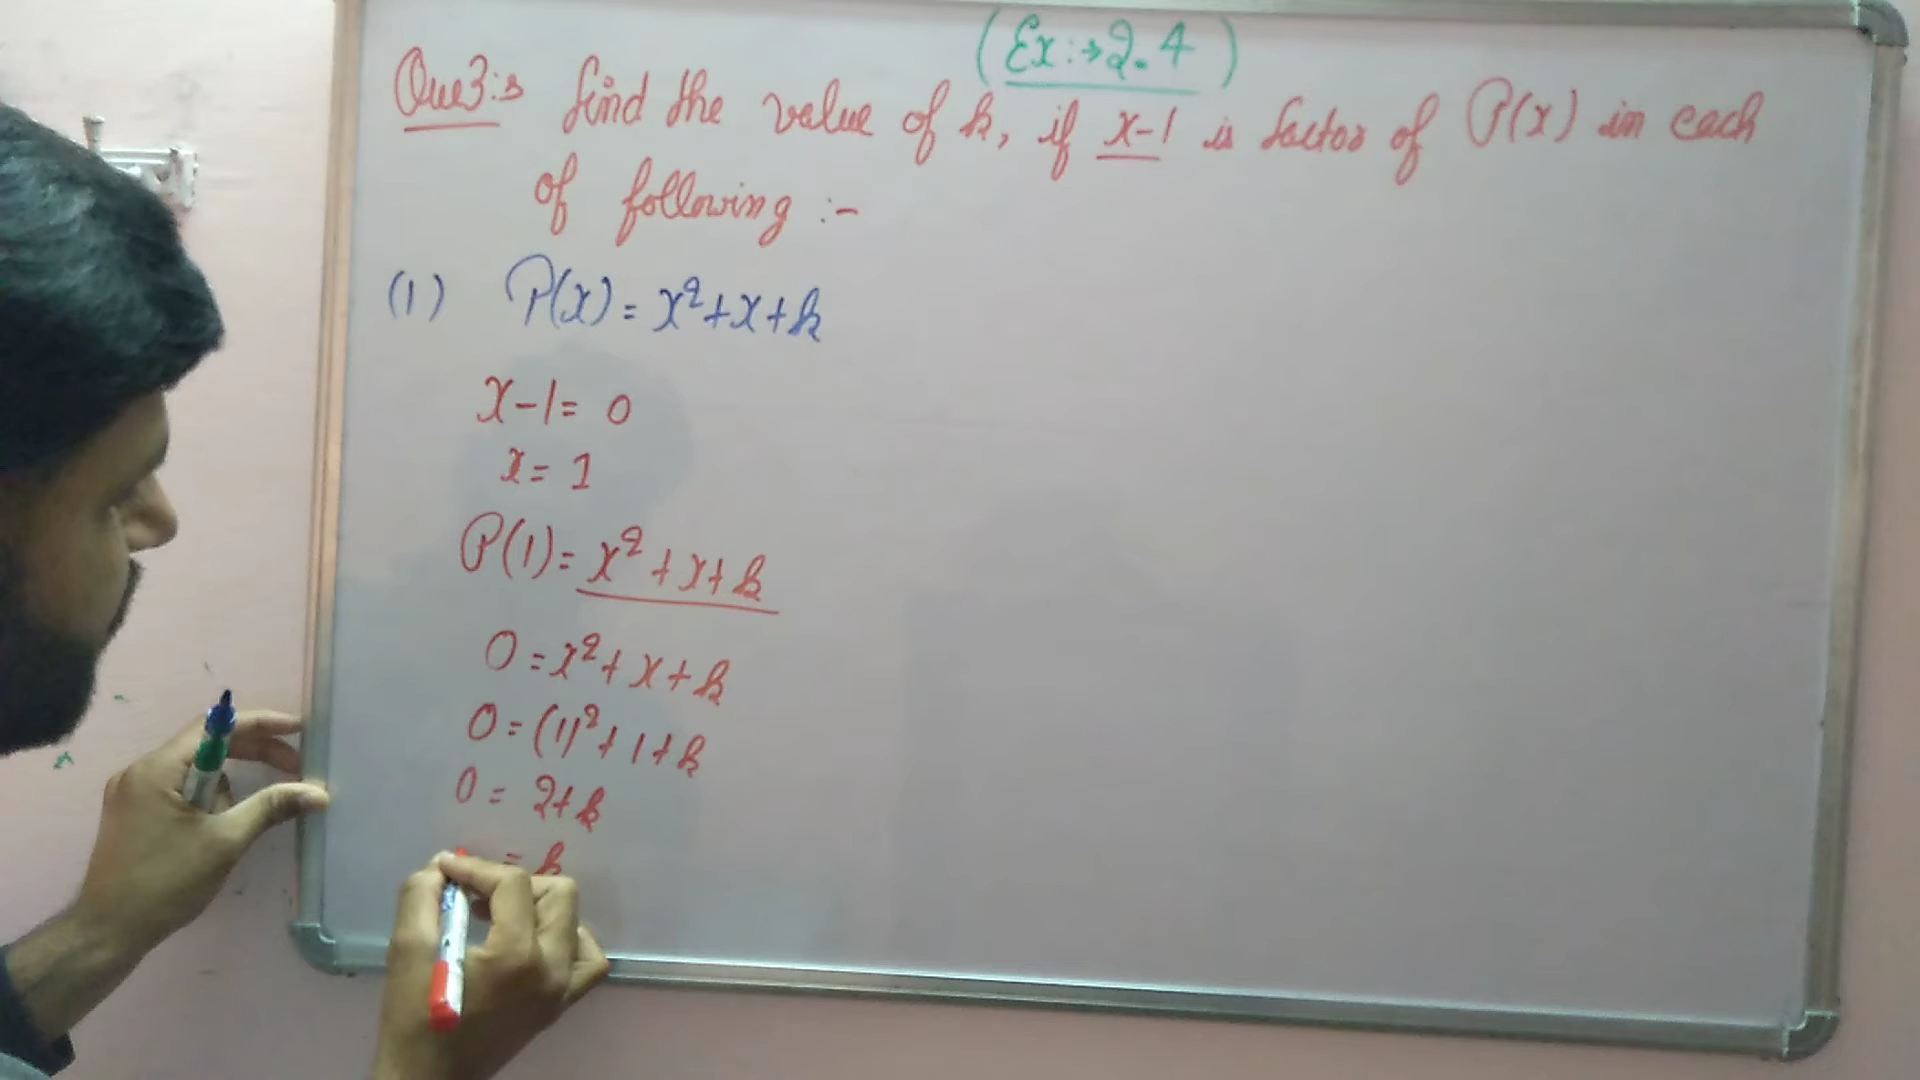 (Ex:→2.4)
Que3:→ find the value of k, if x-1 is factor of P(x) in each
of following :-
(1) P(x) = x²+x+k
x-1 = 0
x = 1
P(1) = x²+x+k
0 = x²+x+k
0 = (1)²+1+k
0 = 2+k
= k